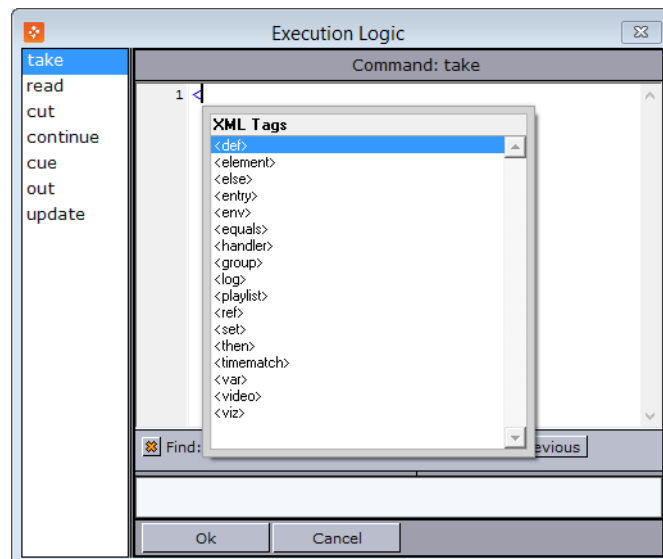 Execution Logic
take
read
cut
continue
cue
out
update
Command: take
1 <
XML Tags
<def>
<element>
<else>
<entry>
<env>
<equals>
<handler>
<group>
<log>
<playlist>
<ref>
<set>
<then>
<timematch>
<var>
<video>
<viz>
Find:
evious
Ok
Cancel